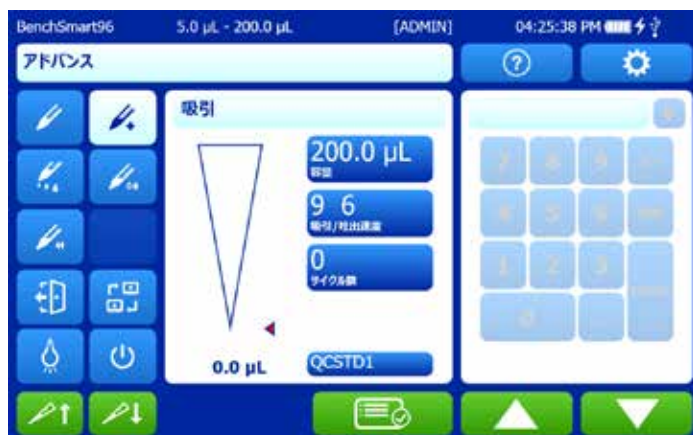 BenchSmart96 5.0 µL - 200.0 µL [ADMIN] 04:25:38 PM
アドバンス
?
吸引
200.0 µL
容量
9 6
吸引/吐出速度
0
サイクル数
0.0 µL
QCSTD1
7 8 9
4 5 6
1 2 3
0